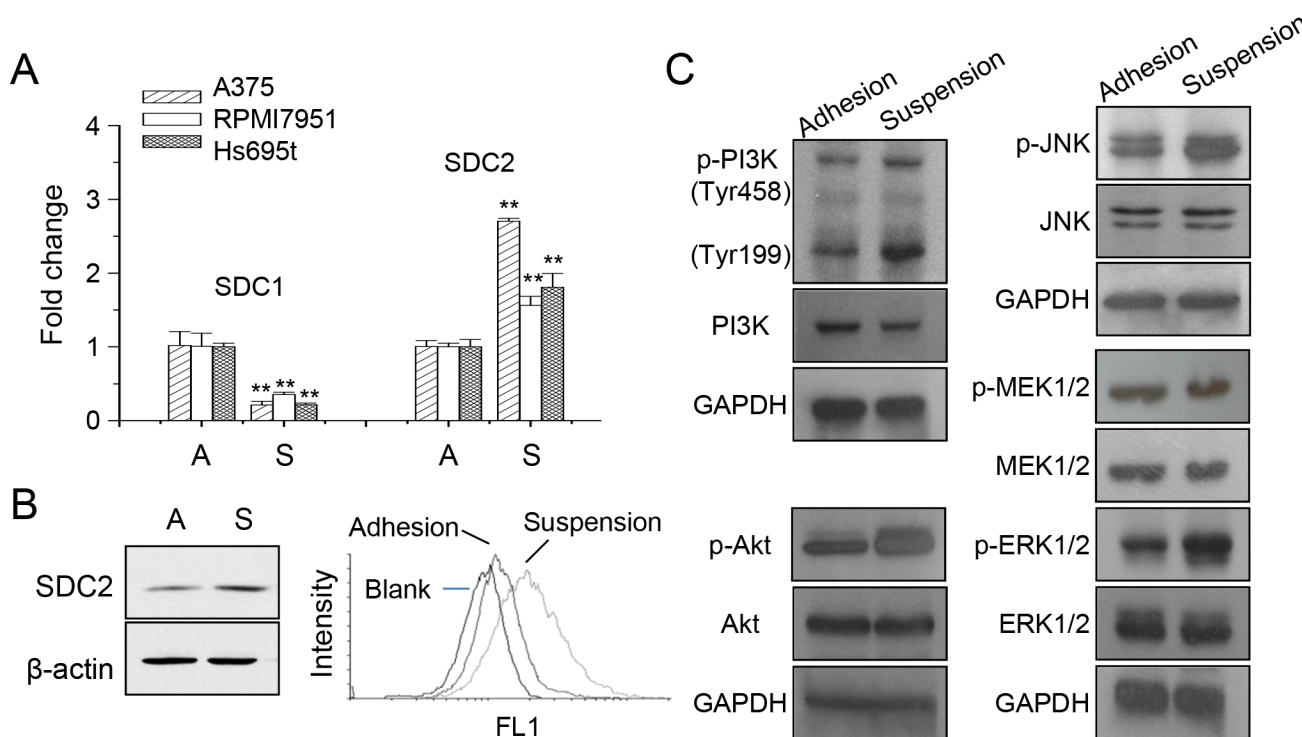 A
A375
RPMI7951
Hs695t
4
3
2
1
0
Fold change
SDC1
SDC2
** ** **
**
**
**
A S A S
B
A S
SDC2
β-actin
Adhesion
Suspension
Blank
Intensity
FL1
C
Adhesion
Suspension
p-PI3K
(Tyr458)
(Tyr199)
PI3K
GAPDH
p-Akt
Akt
GAPDH
Adhesion
Suspension
p-JNK
JNK
GAPDH
p-MEK1/2
MEK1/2
p-ERK1/2
ERK1/2
GAPDH